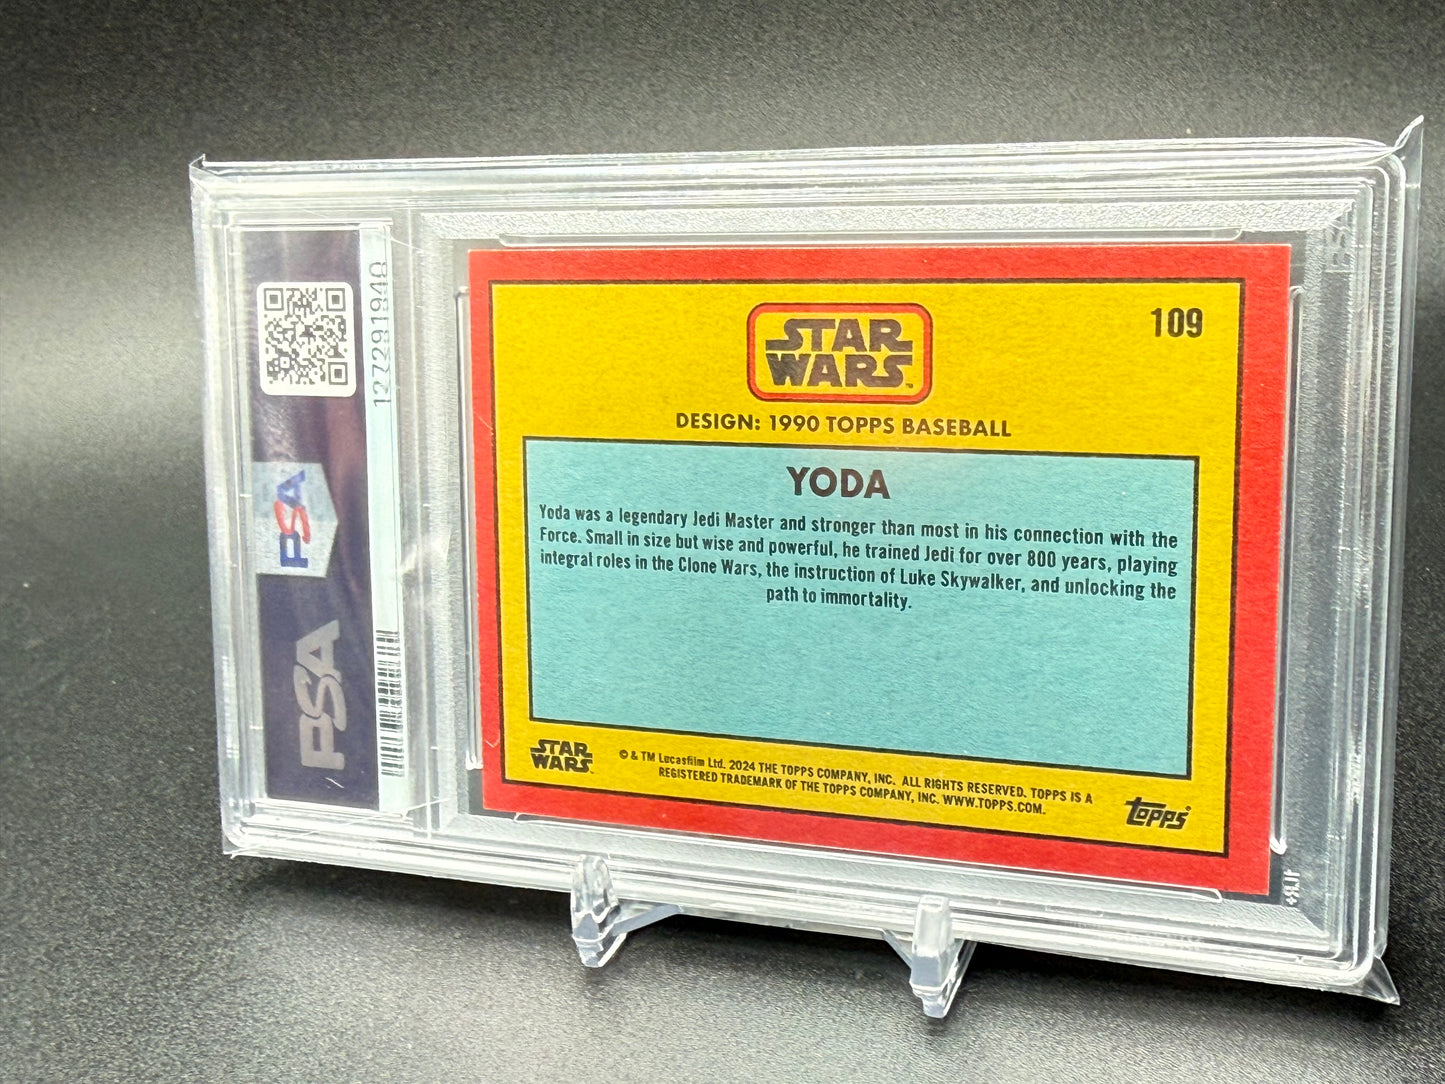 127291940
PSA
PSA
109
STAR
WARS
DESIGN: 1990 TOPPS BASEBALL
YODA
Yoda was a legendary Jedi Master and stronger than most in his connection with the
Force. Small in size but wise and powerful, he trained Jedi for over 800 years, playing
integral roles in the Clone Wars, the instruction of Luke Skywalker, and unlocking the
path to immortality.
STAR
WARS
© & TM Lucasfilm Ltd. 2024 THE TOPPS COMPANY, INC. ALL RIGHTS RESERVED. TOPPS IS A
REGISTERED TRADEMARK OF THE TOPPS COMPANY, INC. WWW.TOPPS.COM.
topps